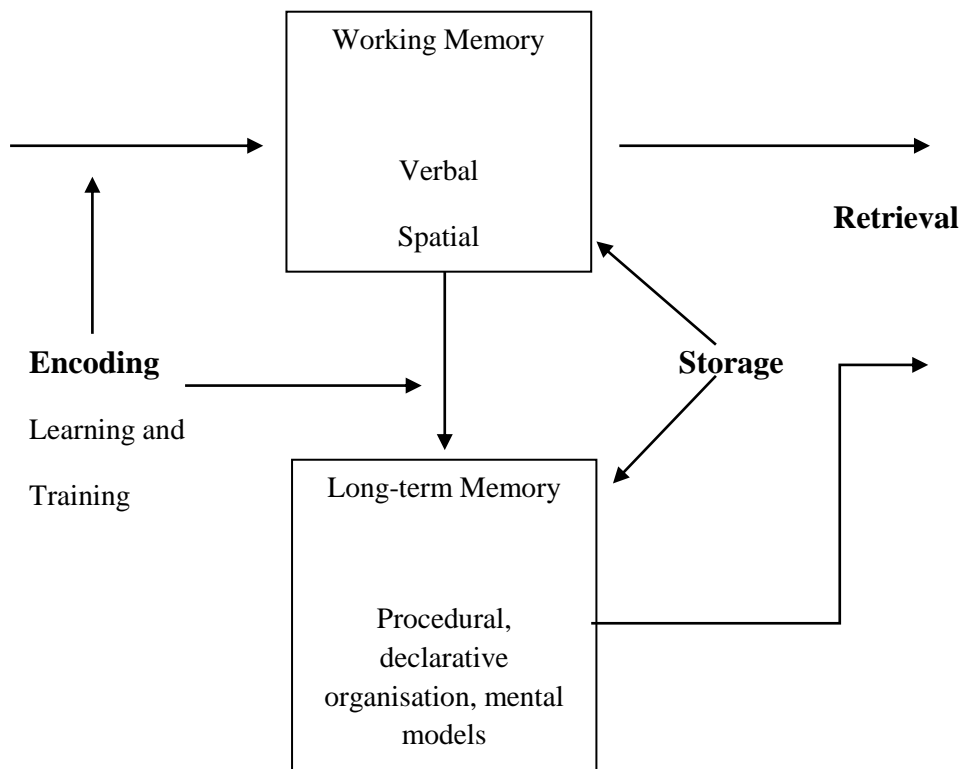 Working Memory
Verbal
Spatial
Retrieval
Encoding
Learning and
Training
Storage
Long-term Memory
Procedural,
declarative
organisation, mental
models